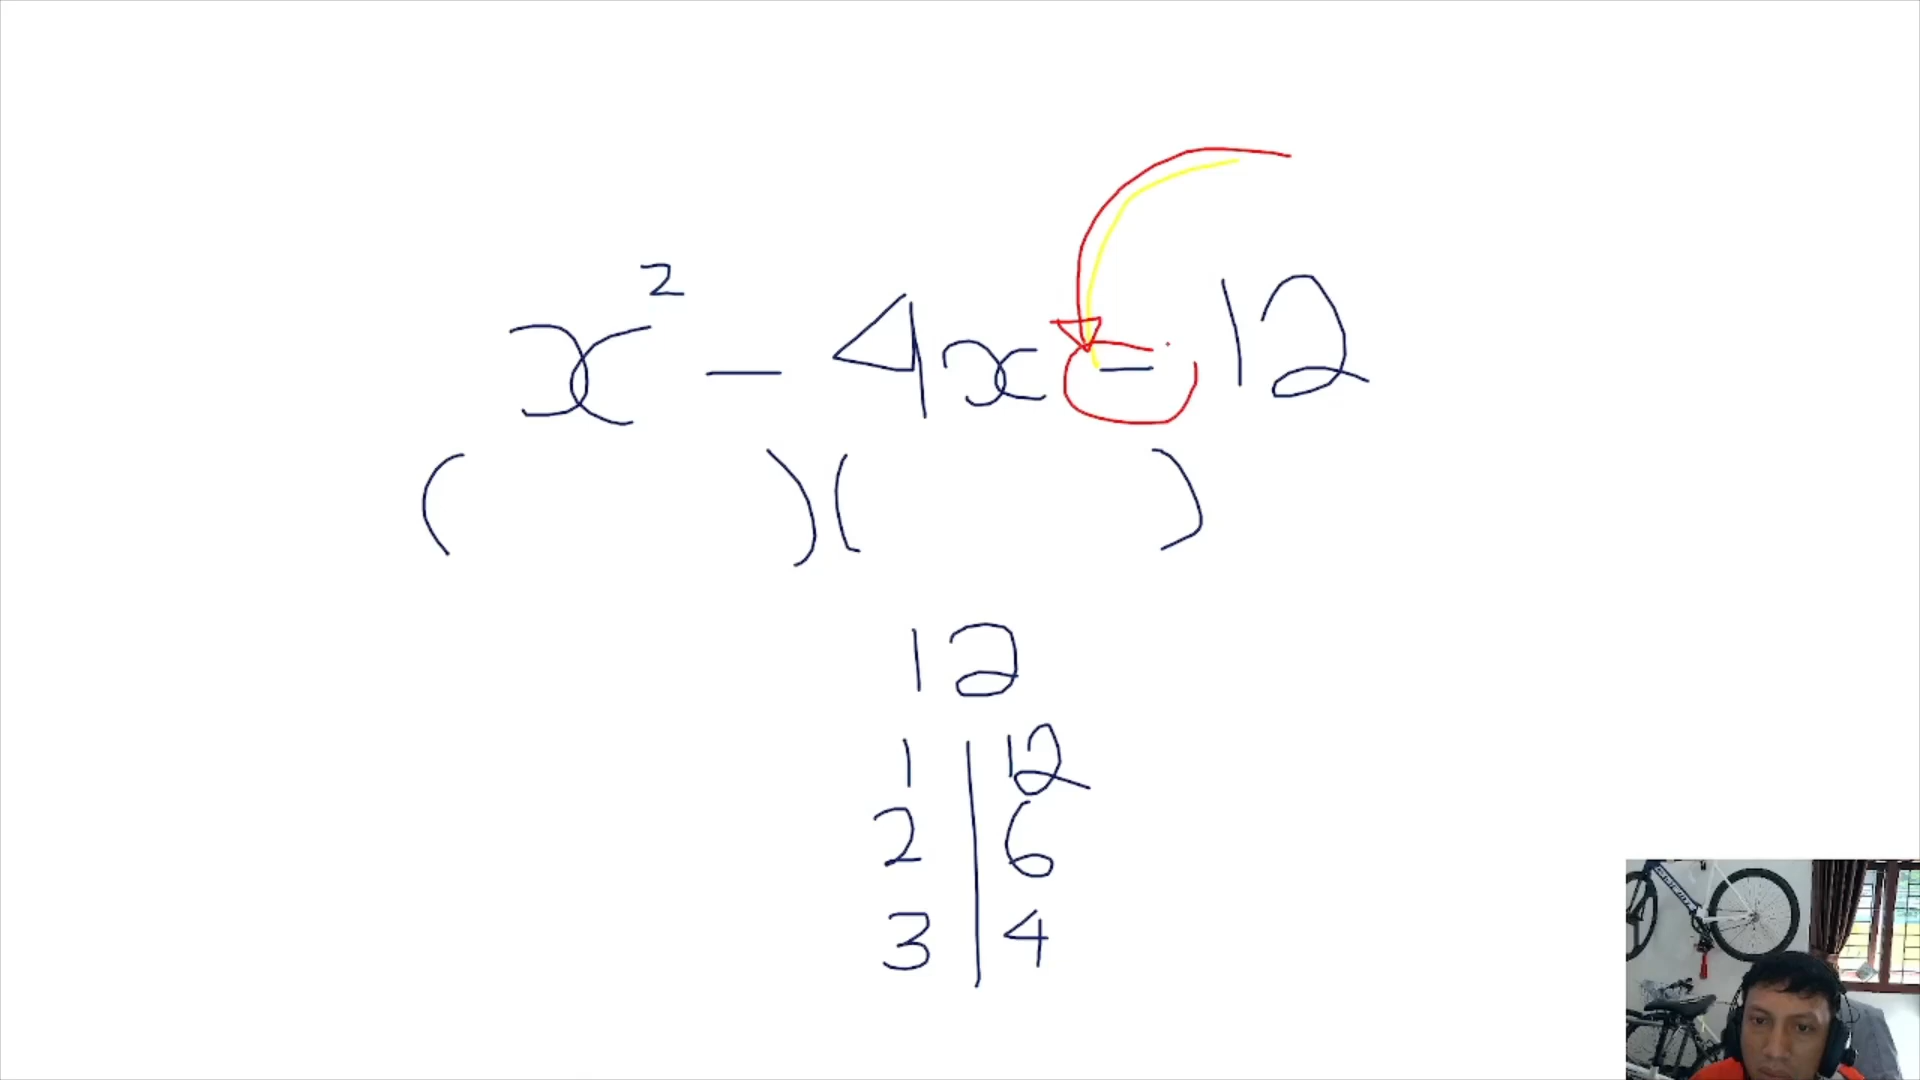 x² − 4x − 12
(      )(      )
12
1 | 12
2 | 6
3 | 4